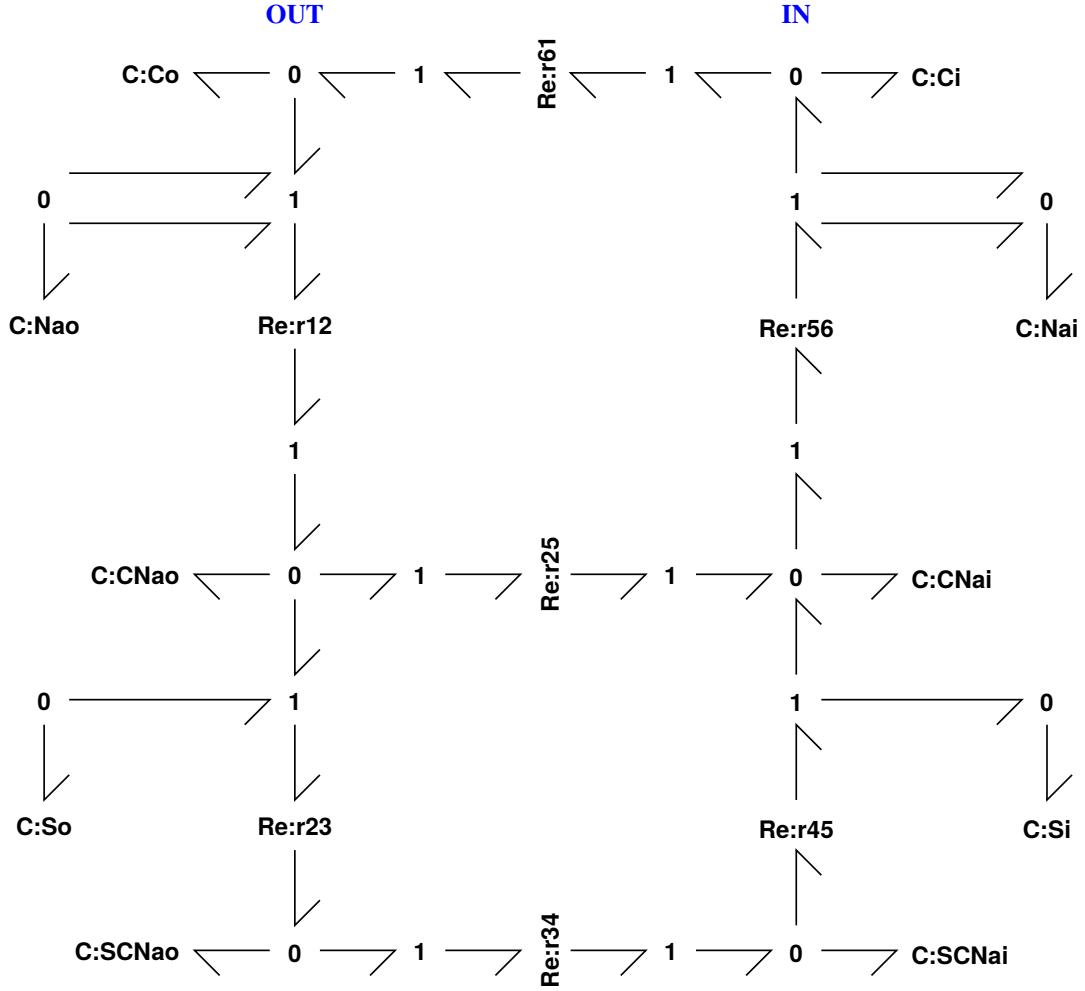 OUT IN
C:Co 0 1 Re:r61 1 0 C:Ci
0 1 1 0
C:Nao Re:r12 Re:r56 C:Nai
1 1
C:CNao 0 1 Re:r25 1 0 C:CNai
0 1 1 0
C:So Re:r23 Re:r45 C:Si
C:SCNao 0 1 Re:r34 1 0 C:SCNai